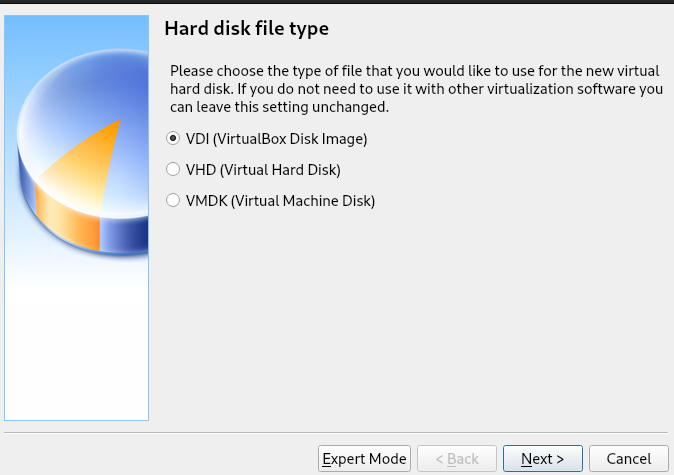 Hard disk file type
Please choose the type of file that you would like to use for the new virtual
hard disk. If you do not need to use it with other virtualization software you
can leave this setting unchanged.
VDI (VirtualBox Disk Image)
VHD (Virtual Hard Disk)
VMDK (Virtual Machine Disk)
Expert Mode
< Back
Next >
Cancel